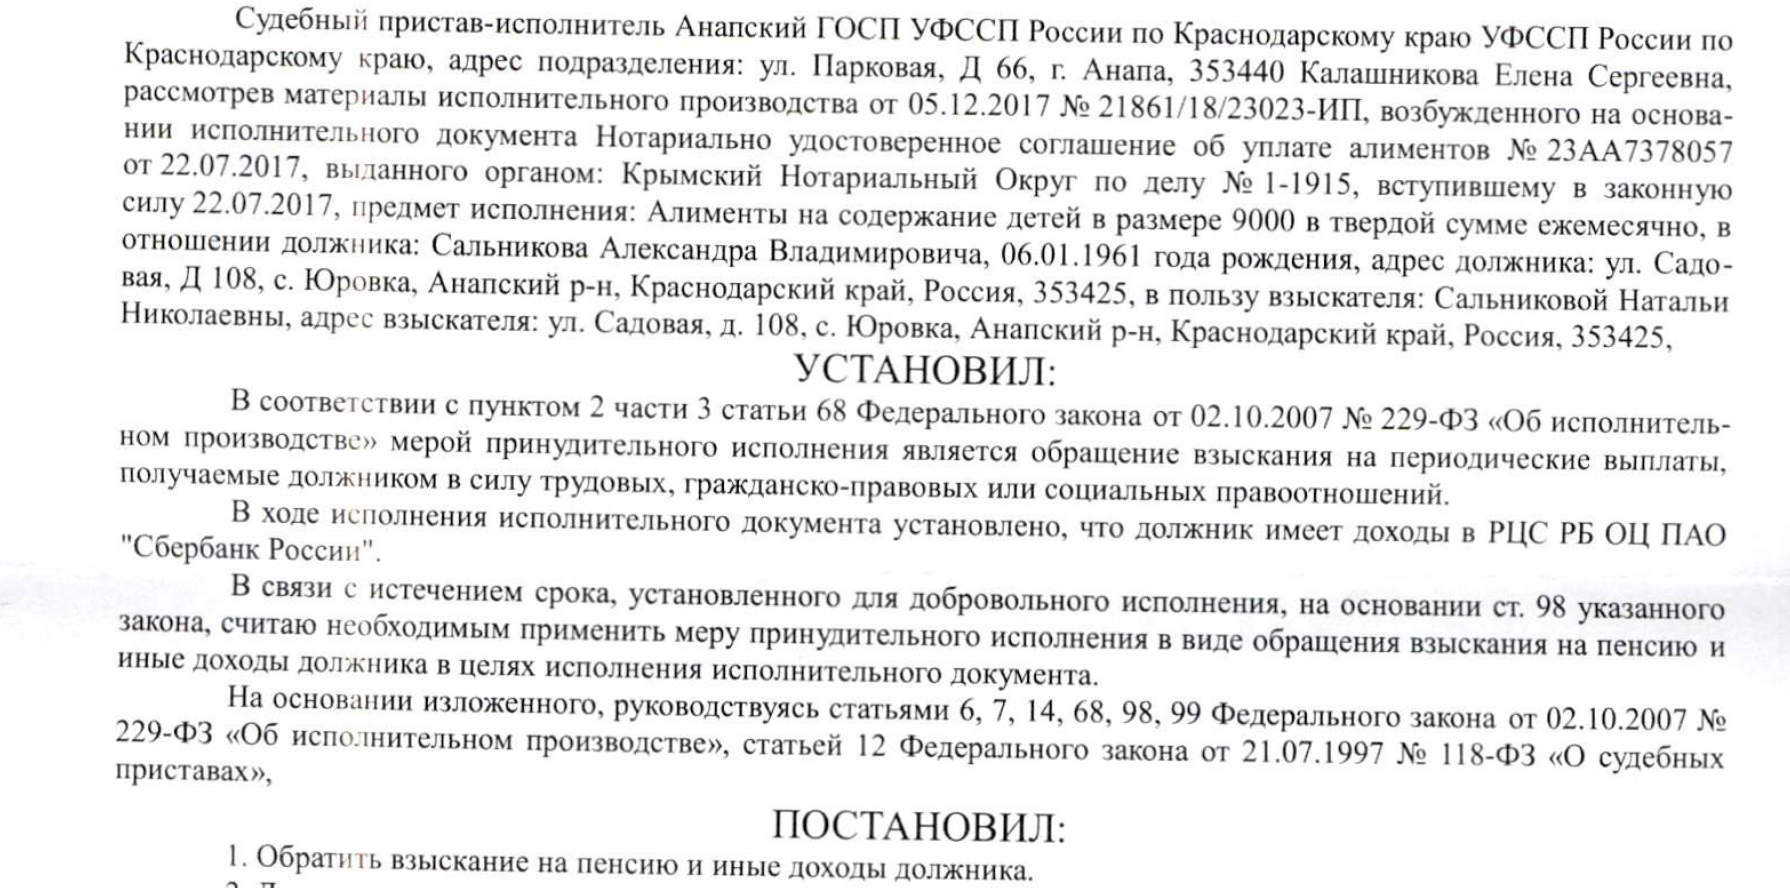 Судебный пристав-исполнитель Анапский ГОСП УФССП России по Краснодарскому краю УФССП России по
Краснодарскому краю, адрес подразделения: ул. Парковая, Д 66, г. Анапа, 353440 Калашникова Елена Сергеевна,
рассмотрев материалы исполнительного производства от 05.12.2017 № 21861/18/23023-ИП, возбужденного на основа-
нии исполнительного документа Нотариально удостоверенное соглашение об уплате алиментов № 23АА7378057
от 22.07.2017, выданного органом: Крымский Нотариальный Округ по делу № 1-1915, вступившему в законную
силу 22.07.2017, предмет исполнения: Алименты на содержание детей в размере 9000 в твердой сумме ежемесячно, в
отношении должника: Сальникова Александра Владимировича, 06.01.1961 года рождения, адрес должника: ул. Садо-
вая, Д 108, с. Юровка, Анапский р-н, Краснодарский край, Россия, 353425, в пользу взыскателя: Сальниковой Натальи
Николаевны, адрес взыскателя: ул. Садовая, д. 108, с. Юровка, Анапский р-н, Краснодарский край, Россия, 353425,
УСТАНОВИЛ:
В соответствии с пунктом 2 части 3 статьи 68 Федерального закона от 02.10.2007 № 229-ФЗ «Об исполнитель-
ном производстве» мерой принудительного исполнения является обращение взыскания на периодические выплаты,
получаемые должником в силу трудовых, гражданско-правовых или социальных правоотношений.
В ходе исполнения исполнительного документа установлено, что должник имеет доходы в РЦС РБ ОЦ ПАО
"Сбербанк России".
В связи с истечением срока, установленного для добровольного исполнения, на основании ст. 98 указанного
закона, считаю необходимым применить меру принудительного исполнения в виде обращения взыскания на пенсию и
иные доходы должника в целях исполнения исполнительного документа.
На основании изложенного, руководствуясь статьями 6, 7, 14, 68, 98, 99 Федерального закона от 02.10.2007 №
229-ФЗ «Об исполнительном производстве», статьей 12 Федерального закона от 21.07.1997 № 118-ФЗ «О судебных
приставах»,
ПОСТАНОВИЛ:
1. Обратить взыскание на пенсию и иные доходы должника.